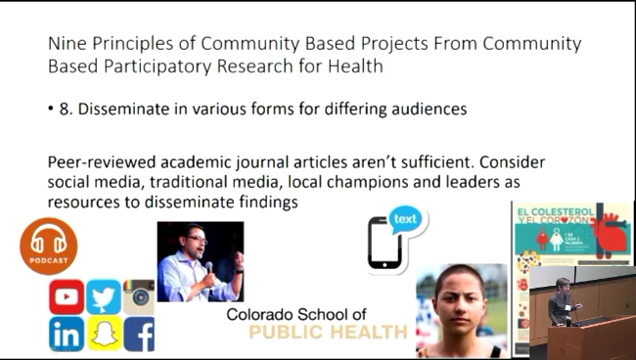 Nine Principles of Community Based Projects From Community
Based Participatory Research for Health
• 8. Disseminate in various forms for differing audiences
Peer-reviewed academic journal articles aren't sufficient. Consider
social media, traditional media, local champions and leaders as
resources to disseminate findings
PODCAST
text
EL COLESTEROL
Y EL CORAZÓN
Colorado School of
PUBLIC HEALTH